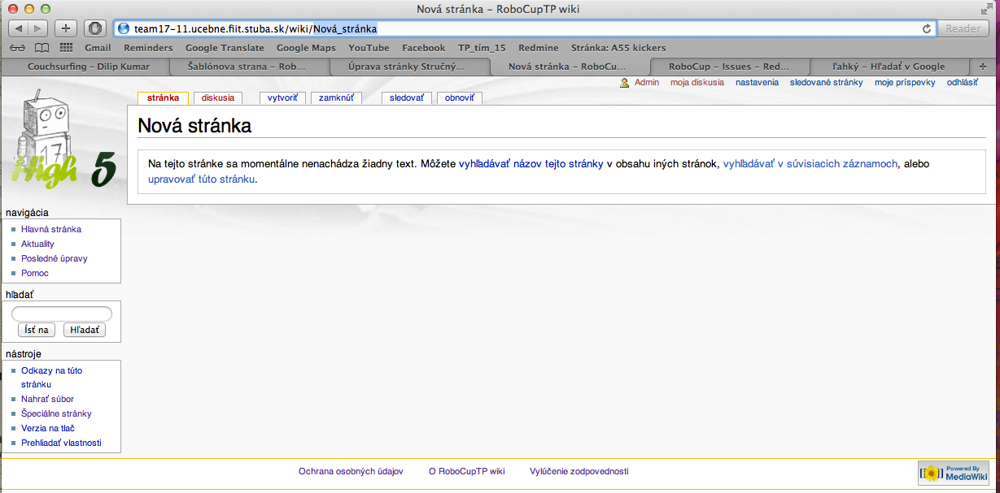 Nová stránka – RoboCupTP wiki
team17-11.ucebne.fiit.stuba.sk/wiki/Nová_stránka
Reader
Gmail Reminders Google Translate Google Maps YouTube Facebook TP_tím_15 Redmine Stránka: A55 kickers
Couchsurfing – Dilip Kumar Šablónova strana – Rob... Úprava stránky Stručný... Nová stránka – RoboCu... RoboCup – Issues – Red... ľahký – Hľadať v Google
Admin moja diskusia nastavenia sledované stránky moje príspevky odhlásiť
stránka diskusia vytvoriť zamknúť sledovať obnoviť
17
High 5
Nová stránka
Na tejto stránke sa momentálne nenachádza žiadny text. Môžete vyhľadávať názov tejto stránky v obsahu iných stránok, vyhľadávať v súvisiacich záznamoch, alebo
upravovať túto stránku.
navigácia
Hlavná stránka
Aktuality
Posledné úpravy
Pomoc
hľadať
Ísť na Hľadať
nástroje
Odkazy na túto
stránku
Nahrať súbor
Špeciálne stránky
Verzia na tlač
Prehliadať vlastnosti
Ochrana osobných údajov O RoboCupTP wiki Vylúčenie zodpovednosti
Powered By
MediaWiki